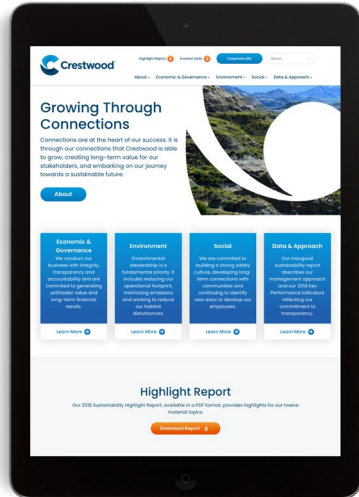 Crestwood
Highlight Report
Investor Data
Corporate Site
Search...
About
Economic & Governance
Environment
Social
Data & Approach
Growing Through
Connections
Connections are at the heart of our success. It is
through our connections that Crestwood is able
to grow; creating long-term value for our
stakeholders, and embarking on our journey
towards a sustainable future.
About
Economic &
Governance
We conduct our
business with integrity,
transparency and
accountability and are
commited to generating
unitholder value and
long-term financial
results.
Learn More
Environment
Environmental
stewardship is a
fundamental priority. It
includes reducing our
operational footprint,
minimizing emissions
and working to reduce
our habitat
disturbances.
Learn More
Social
We are commited to
building a strong safety
culture, developing long-
term connections with
communities and
continuing to identify
new ways to develop our
employees.
Learn More
Data & Approach
Our inaugural
sustainability report
describes our
management approach
and our 2018 Key
Performance Indicators
reflecting our
commitment to
transparency.
Learn More
Highlight Report
Our 2018 Sustainability Highlight Report, available in a PDF format, provides highlights for our twelve
material topics.
Download Report